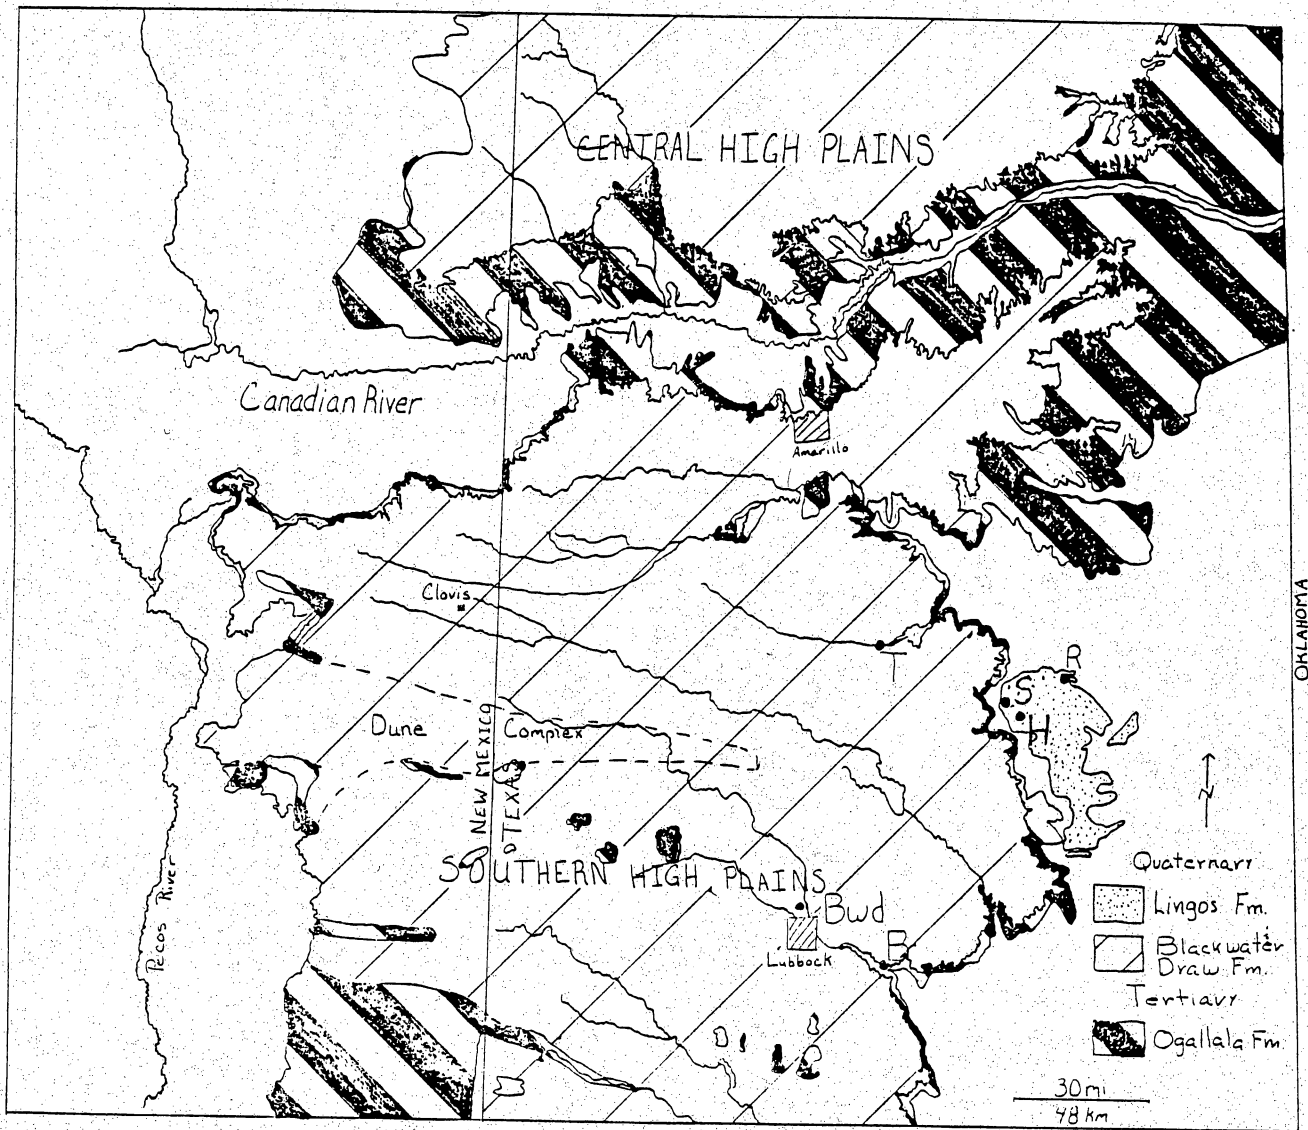 CENTRAL HIGH PLAINS
Canadian River
Amarillo
Clovis
T
R
S
H
OKLAHOMA
Dune Complex
NEW MEXICO
TEXAS
N
SOUTHERN HIGH PLAINS
Pecos River
Bwd
Lubbock
B
Quaternary
Lingos Fm.
Blackwater
Draw Fm.
Tertiary
Ogallala Fm.
30 mi
48 km